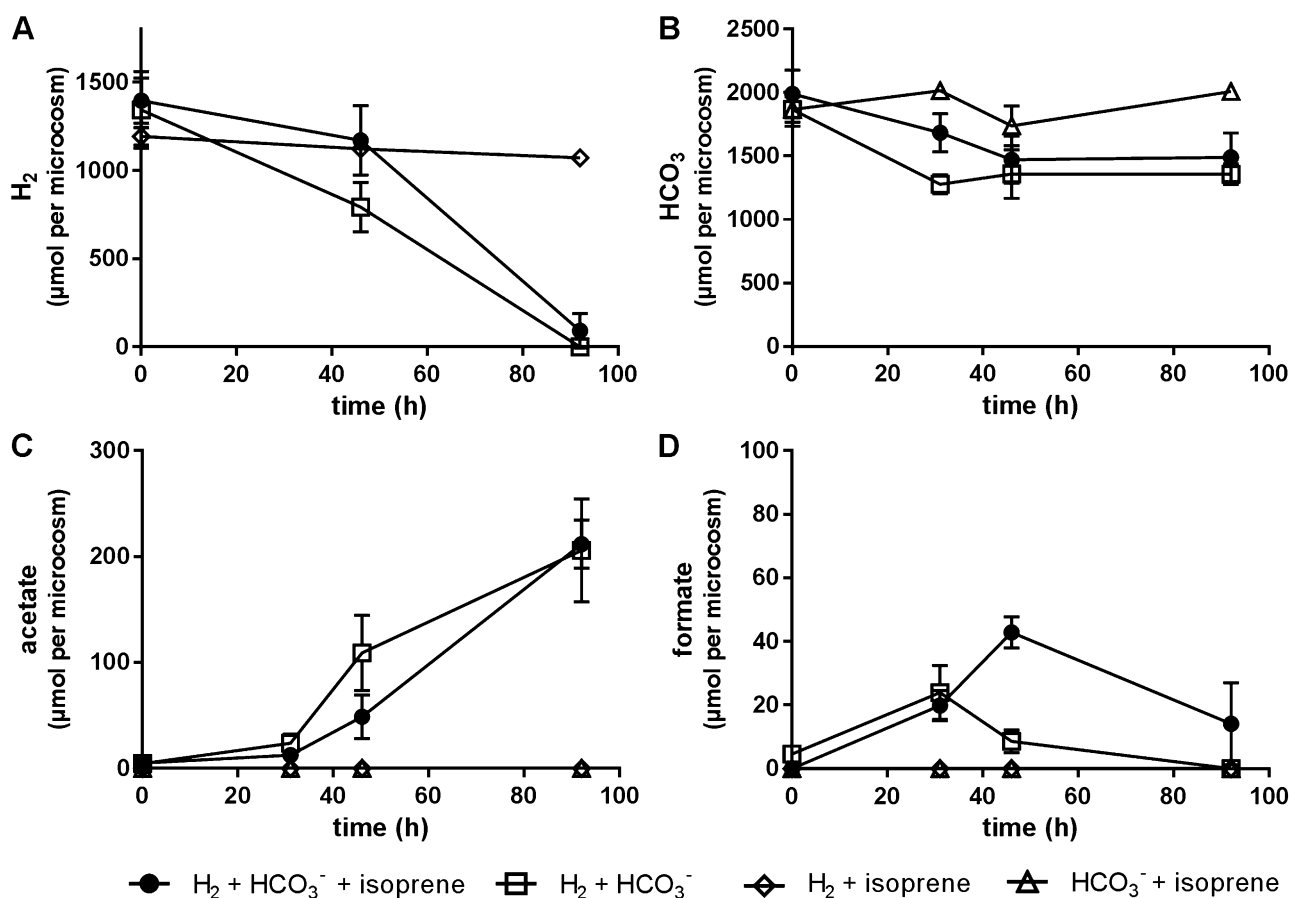 A
H₂
(µmol per microcosm)
1500
1000
500
0
0 20 40 60 80 100
time (h)
B
HCO₃
(µmol per microcosm)
2500
2000
1500
1000
500
0
0 20 40 60 80 100
time (h)
C
acetate
(µmol per microcosm)
300
200
100
0
0 20 40 60 80 100
time (h)
D
formate
(µmol per microcosm)
100
80
60
40
20
0
0 20 40 60 80 100
time (h)
H₂ + HCO₃⁻ + isoprene
H₂ + HCO₃⁻
H₂ + isoprene
HCO₃⁻ + isoprene